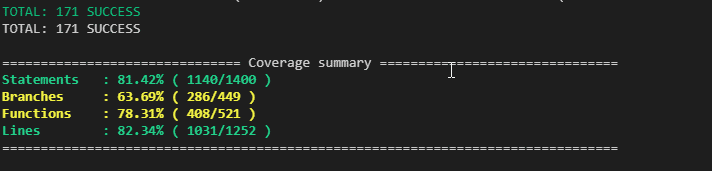 TOTAL: 171 SUCCESS
TOTAL: 171 SUCCESS
=============================== Coverage summary ===============================
Statements : 81.42% ( 1140/1400 )
Branches : 63.69% ( 286/449 )
Functions : 78.31% ( 408/521 )
Lines : 82.34% ( 1031/1252 )
================================================================================